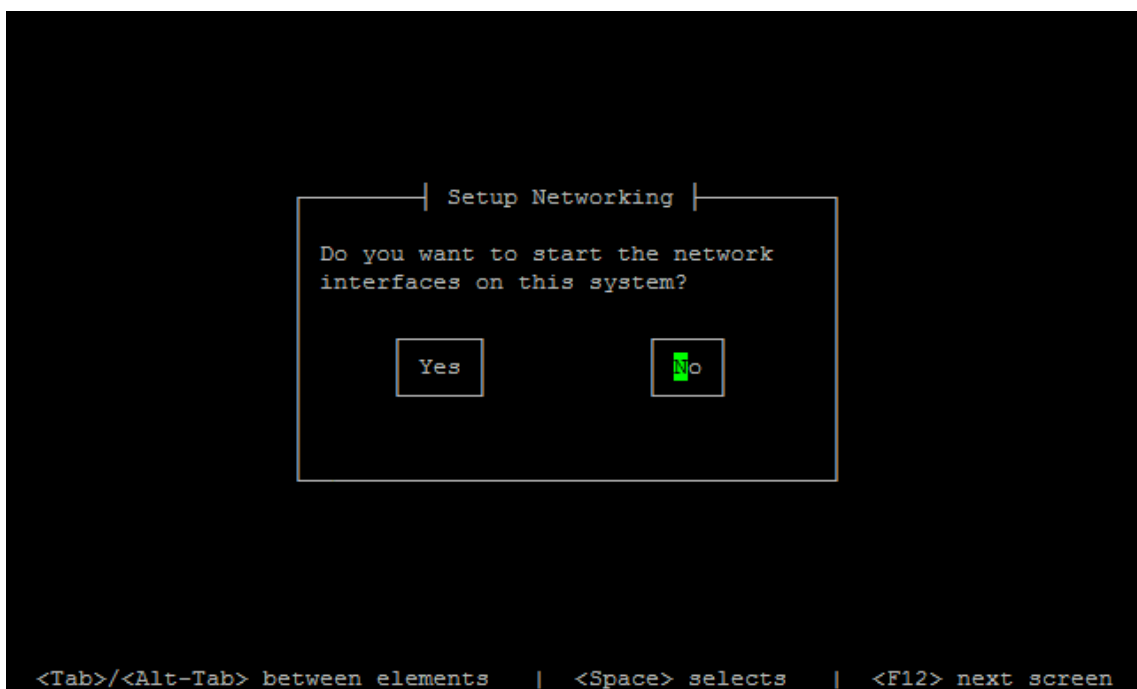 Setup Networking
Do you want to start the network
interfaces on this system?
Yes No
<Tab>/<Alt-Tab> between elements | <Space> selects | <F12> next screen